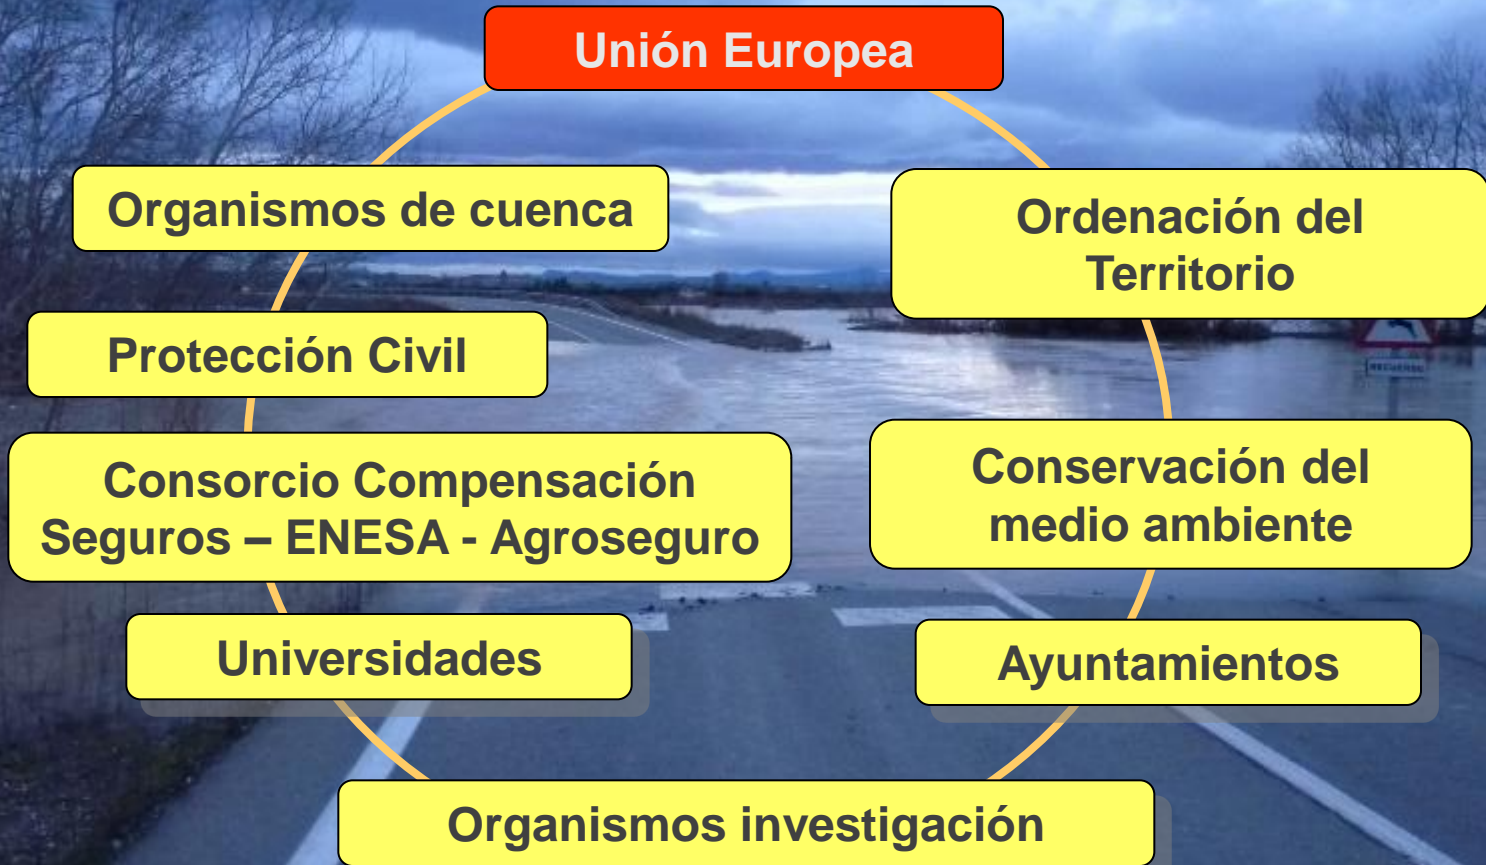 Unión Europea
Organismos de cuenca
Ordenación del
Territorio
Protección Civil
Consorcio Compensación
Seguros – ENESA - Agroseguro
Conservación del
medio ambiente
Universidades
Ayuntamientos
Organismos investigación